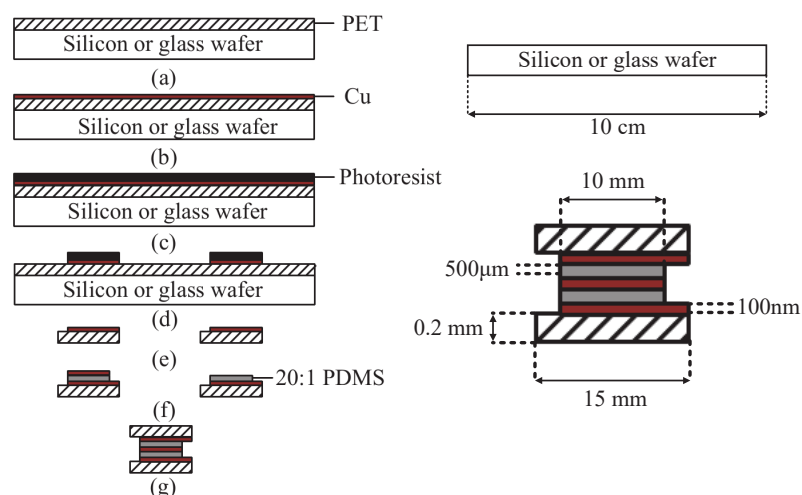 PET
Silicon or glass wafer
(a)
Cu
Silicon or glass wafer
(b)
Photoresist
Silicon or glass wafer
(c)
Silicon or glass wafer
(d)
(e)
20:1 PDMS
(f)
(g)
Silicon or glass wafer
10 cm
10 mm
500μm
100nm
0.2 mm
15 mm